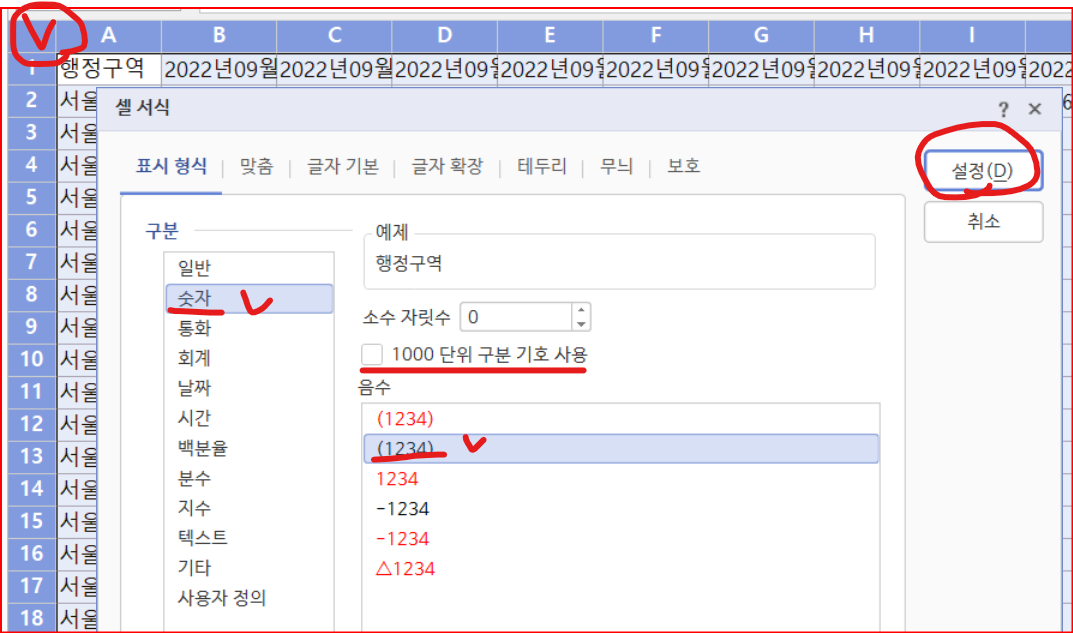 A B C D E F G H I
1 행정구역 2022년09월 2022년09월 2022년09월 2022년09월 2022년09월 2022년09월 2022년09월 2022년09월 2022
2 서울 6
3 서울
4 서울
5 서울
6 서울
7 서울
8 서울
9 서울
10 서울
11 서울
12 서울
13 서울
14 서울
15 서울
16 서울
17 서울
18 서울
셀 서식 ? ×
표시 형식 | 맞춤 | 글자 기본 | 글자 확장 | 테두리 | 무늬 | 보호
설정(D)
취소
구분
일반
숫자
통화
회계
날짜
시간
백분율
분수
지수
텍스트
기타
사용자 정의
예제
행정구역
소수 자릿수 0
1000 단위 구분 기호 사용
음수
(1234)
(1234)
1234
-1234
-1234
△1234